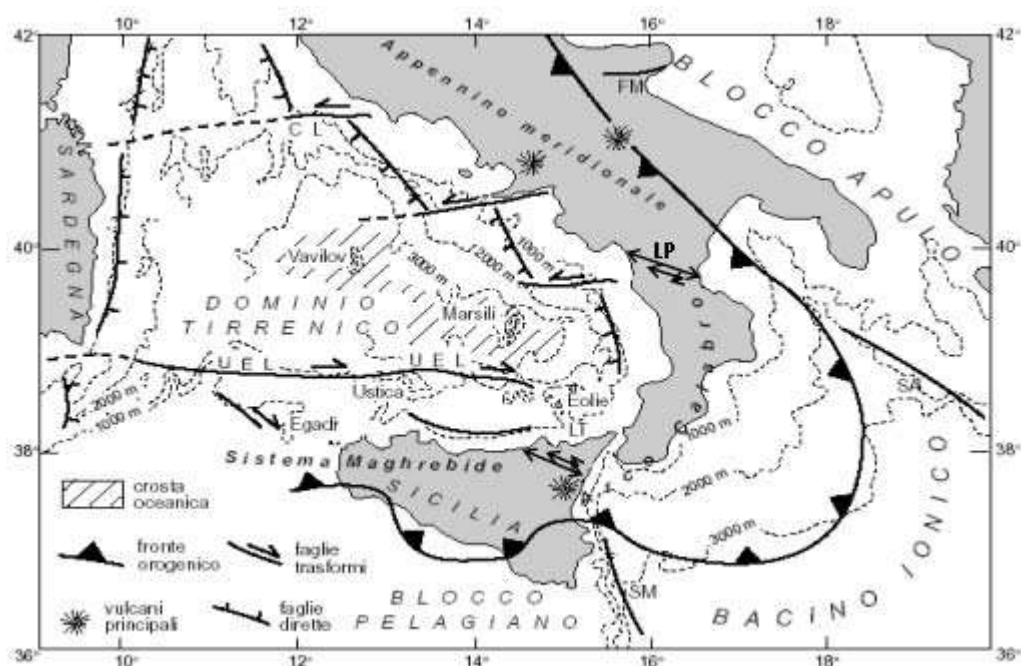 10°
12°
14°
16°
18°
42°
42°
40°
40°
38°
38°
36°
36°
10°
12°
14°
16°
18°
Appennino meridionale
BLOCCO APULO
FM
SARDEGNA
CL
LP
Vavilov
1000 m
2000 m
3000 m
Marsili
DOMINIO
TIRRENICO
UEL
UEL
Ustica
Eolie
Egadi
LT
2000 m
1000 m
Arco Calabro
SA
1000 m
2000 m
3000 m
Sistema Maghrebide
SICILIA
SM
BLOCCO
PELAGIANO
BACINO IONICO
crosta
oceanica
fronte
orogenico
faglie
trasformi
vulcani
principali
faglie
dirette